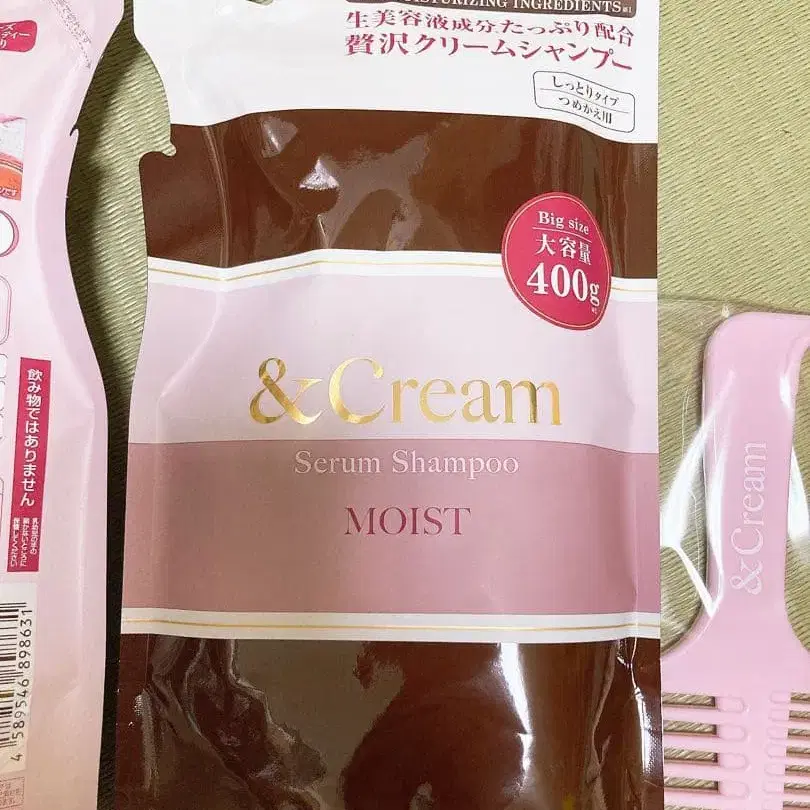 MOISTURIZING INGREDIENTS
生美容液成分たっぷり配合
贅沢クリームシャンプー
しっとりタイプ
つめかえ用
Big size
大容量
400g
&Cream
Serum Shampoo
MOIST
飲み物ではありません
4 589546 898631
&Cream